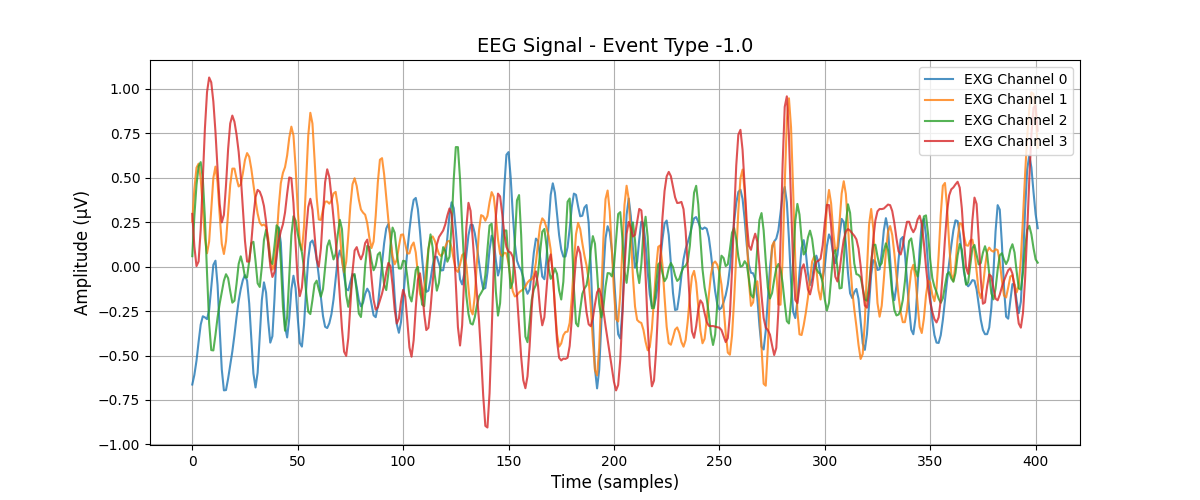 EEG Signal - Event Type -1.0
EXG Channel 0
EXG Channel 1
EXG Channel 2
EXG Channel 3
Amplitude (µV)
1.00
0.75
0.50
0.25
0.00
−0.25
−0.50
−0.75
−1.00
0 50 100 150 200 250 300 350 400
Time (samples)